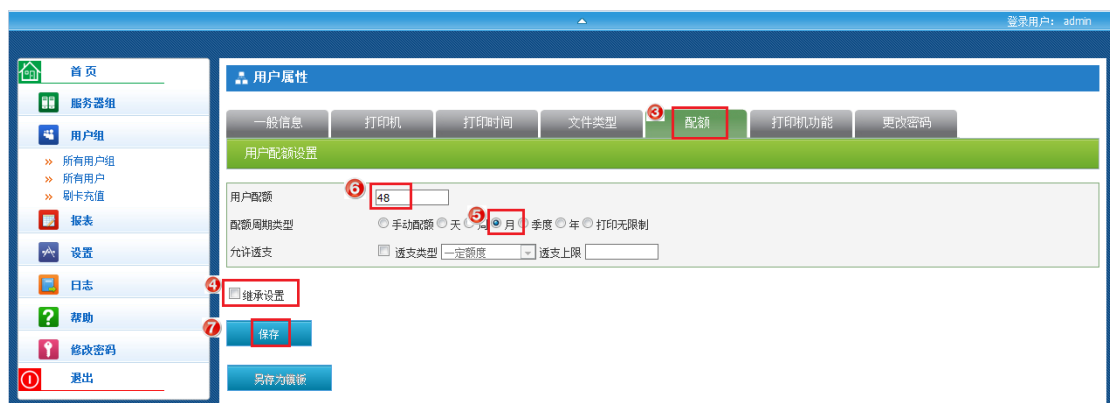 登录用户： admin
首页
服务器组
用户组
所有用户组
所有用户
刷卡充值
报表
设置
日志
帮助
修改密码
退出
用户属性
一般信息 打印机 打印时间 文件类型 3 配额 打印机功能 更改密码
用户配额设置
用户配额 6 48
配额周期类型 手动配额 天 周 5 月 季度 年 打印无限制
允许透支 透支类型 一定额度 透支上限
4 继承设置
7 保存
另存为模板